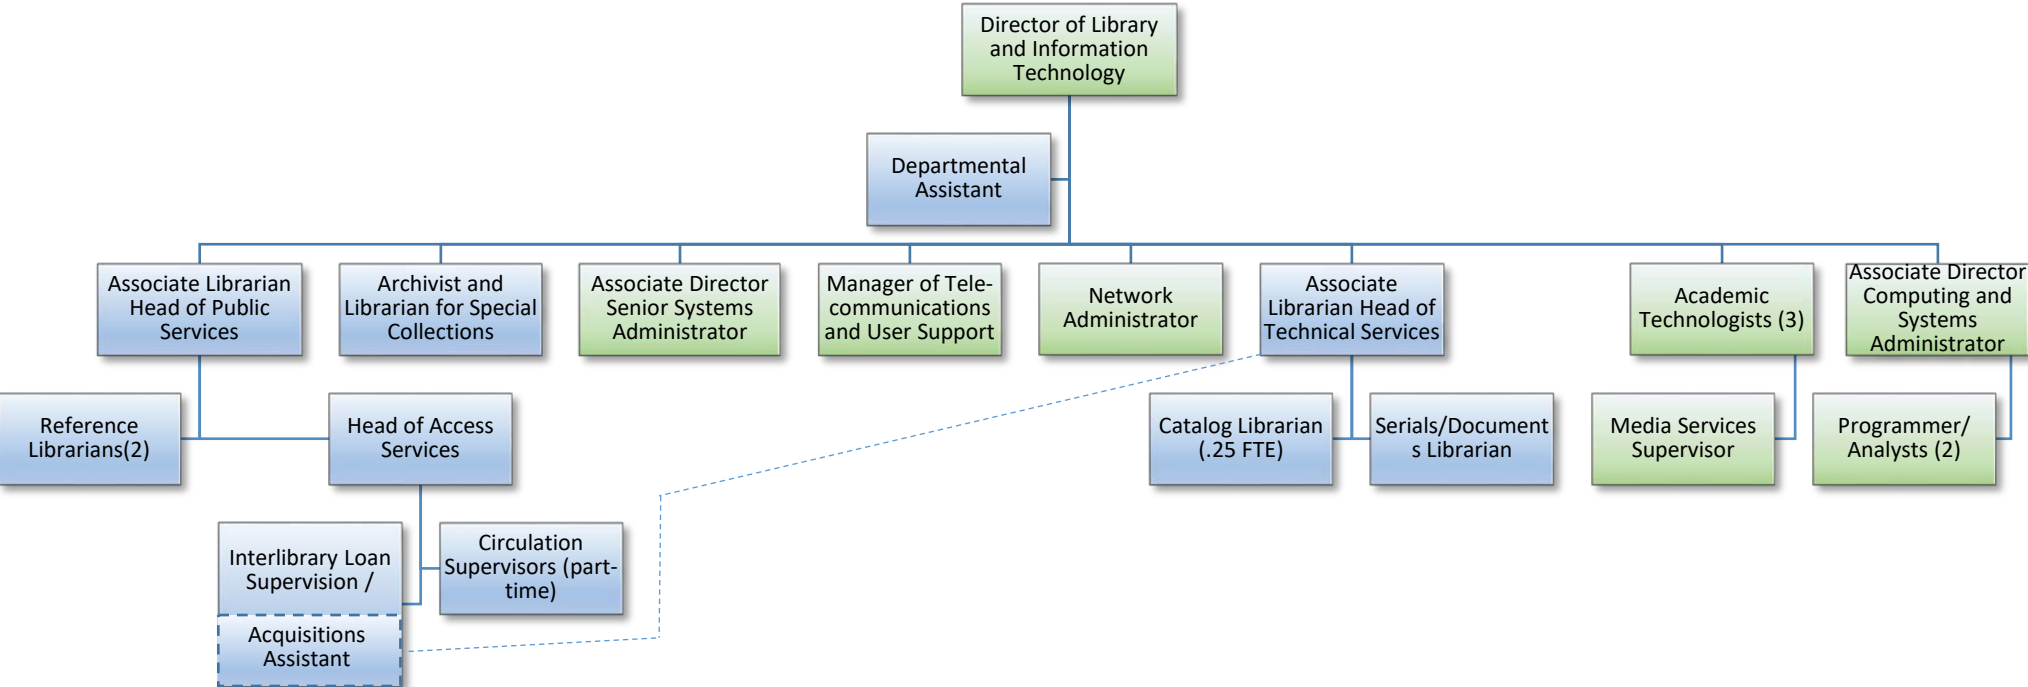 Director of Library
and Information
Technology
Departmental
Assistant
Associate Librarian
Head of Public
Services
Archivist and
Librarian for Special
Collections
Associate Director
Senior Systems
Administrator
Manager of Tele-
communications
and User Support
Network
Administrator
Associate
Librarian Head of
Technical Services
Academic
Technologists (3)
Associate Director
Computing and
Systems
Administrator
Reference
Librarians(2)
Head of Access
Services
Catalog Librarian
(.25 FTE)
Serials/Document
s Librarian
Media Services
Supervisor
Programmer/
Analysts (2)
Interlibrary Loan
Supervision /
Circulation
Supervisors (part-
time)
Acquisitions
Assistant